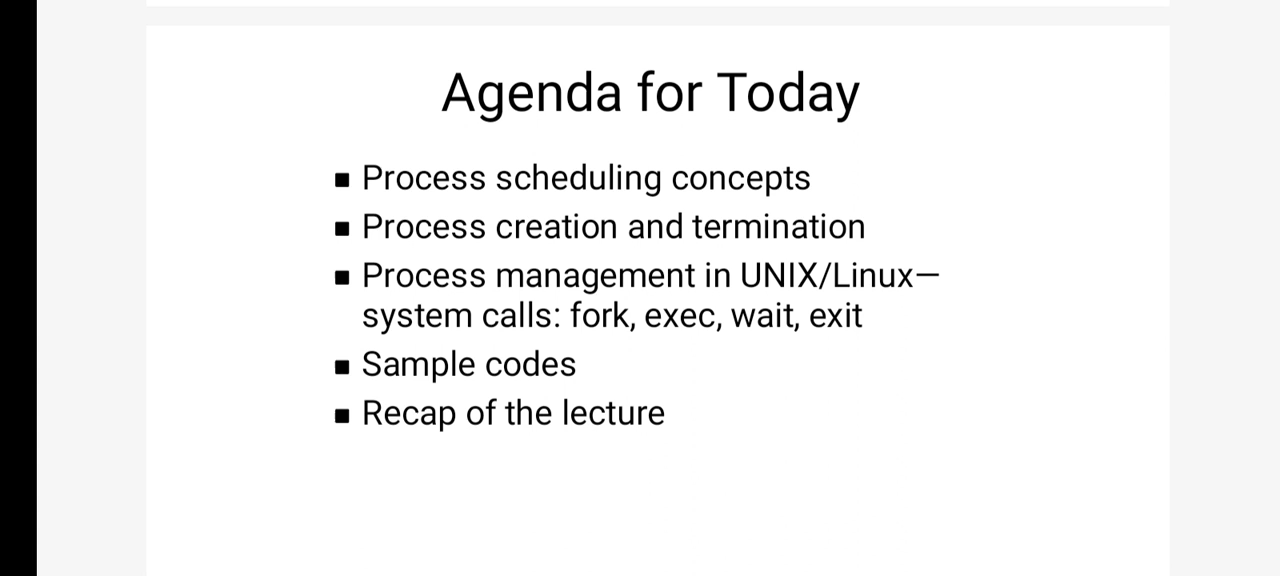 Agenda for Today
▪ Process scheduling concepts
▪ Process creation and termination
▪ Process management in UNIX/Linux—
system calls: fork, exec, wait, exit
▪ Sample codes
▪ Recap of the lecture